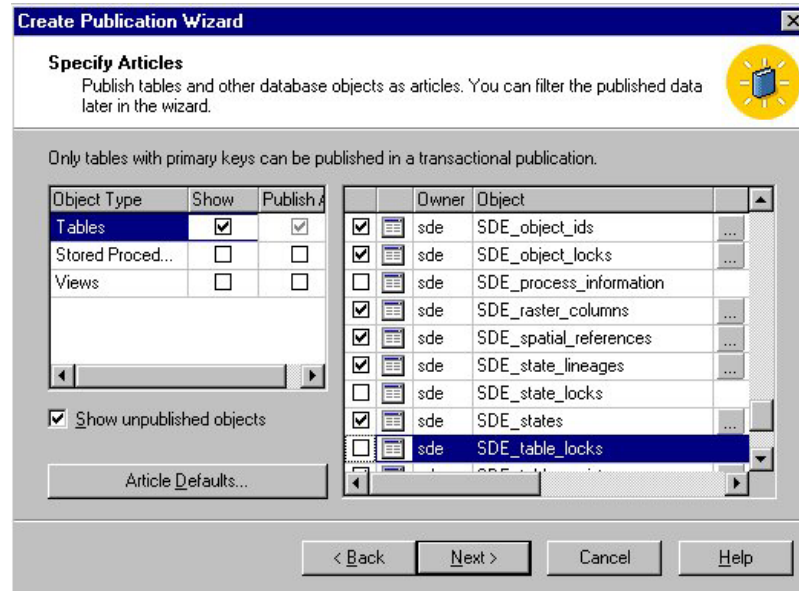 Create Publication Wizard
Specify Articles
Publish tables and other database objects as articles. You can filter the published data
later in the wizard.
Only tables with primary keys can be published in a transactional publication.
Object Type Show Publish A
Owner Object
Tables
sde SDE_object_ids ...
Stored Proced...
sde SDE_object_locks ...
Views
sde SDE_process_information
sde SDE_raster_columns ...
sde SDE_spatial_references ...
sde SDE_state_lineages ...
sde SDE_state_locks
Show unpublished objects
sde SDE_states ...
sde SDE_table_locks
Article Defaults...
< Back Next > Cancel Help